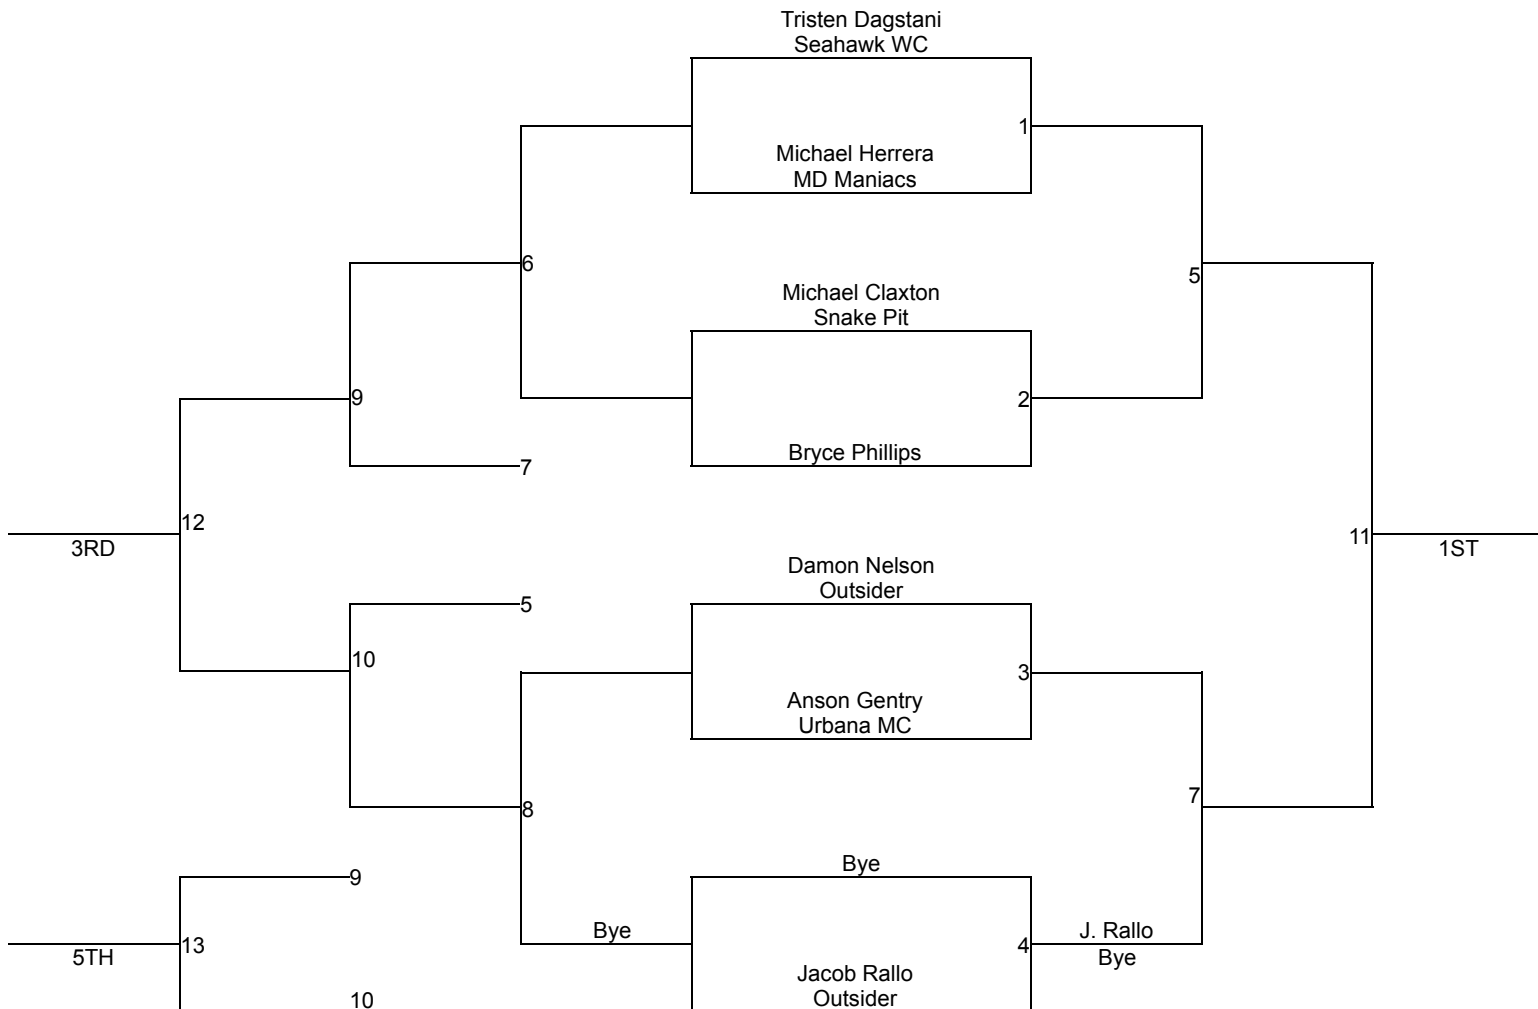 Tristen Dagstani
Seahawk WC
1
Michael Herrera
MD Maniacs
6
5
Michael Claxton
Snake Pit
9
2
Bryce Phillips
7
12
3RD
11
1ST
Damon Nelson
Outsider
5
10
3
Anson Gentry
Urbana MC
7
8
Bye
9
Bye
J. Rallo
13
4
5TH
Bye
Jacob Rallo
10
Outsider